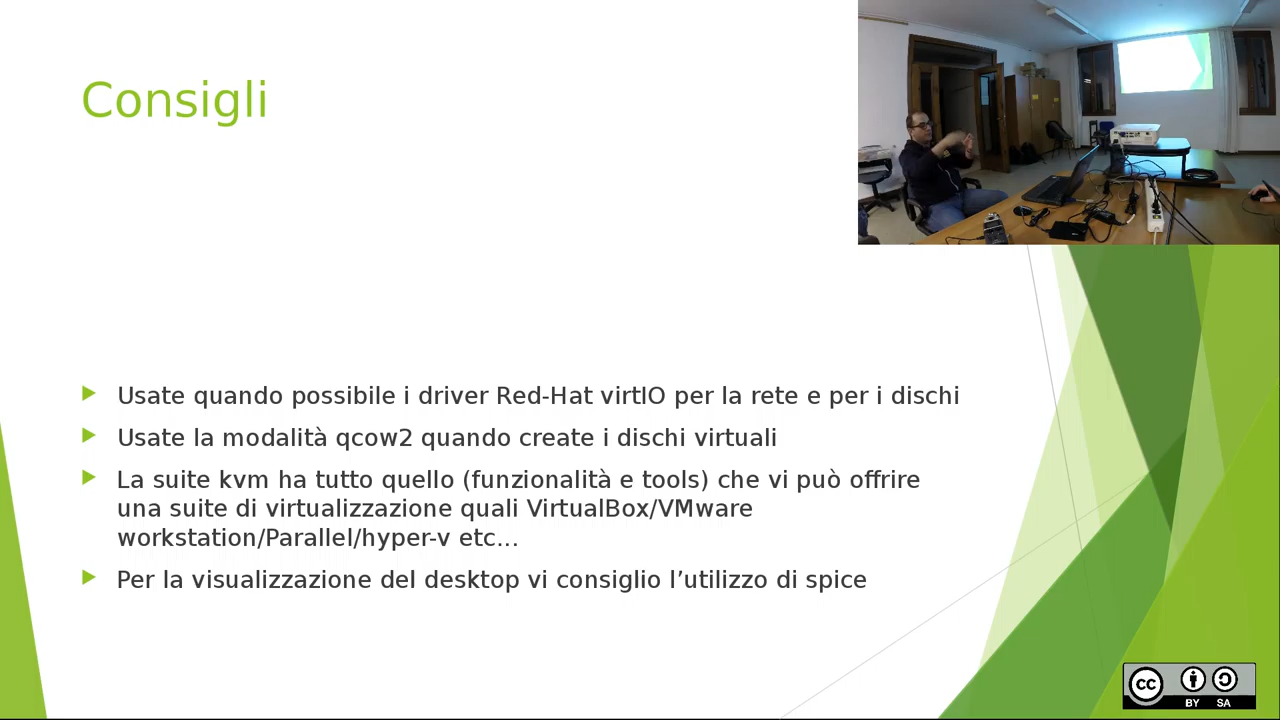 Consigli
Usate quando possibile i driver Red-Hat virtIO per la rete e per i dischi
Usate la modalità qcow2 quando create i dischi virtuali
La suite kvm ha tutto quello (funzionalità e tools) che vi può offrire
una suite di virtualizzazione quali VirtualBox/VMware
workstation/Parallel/hyper-v etc...
Per la visualizzazione del desktop vi consiglio l’utilizzo di spice
cc
BY SA